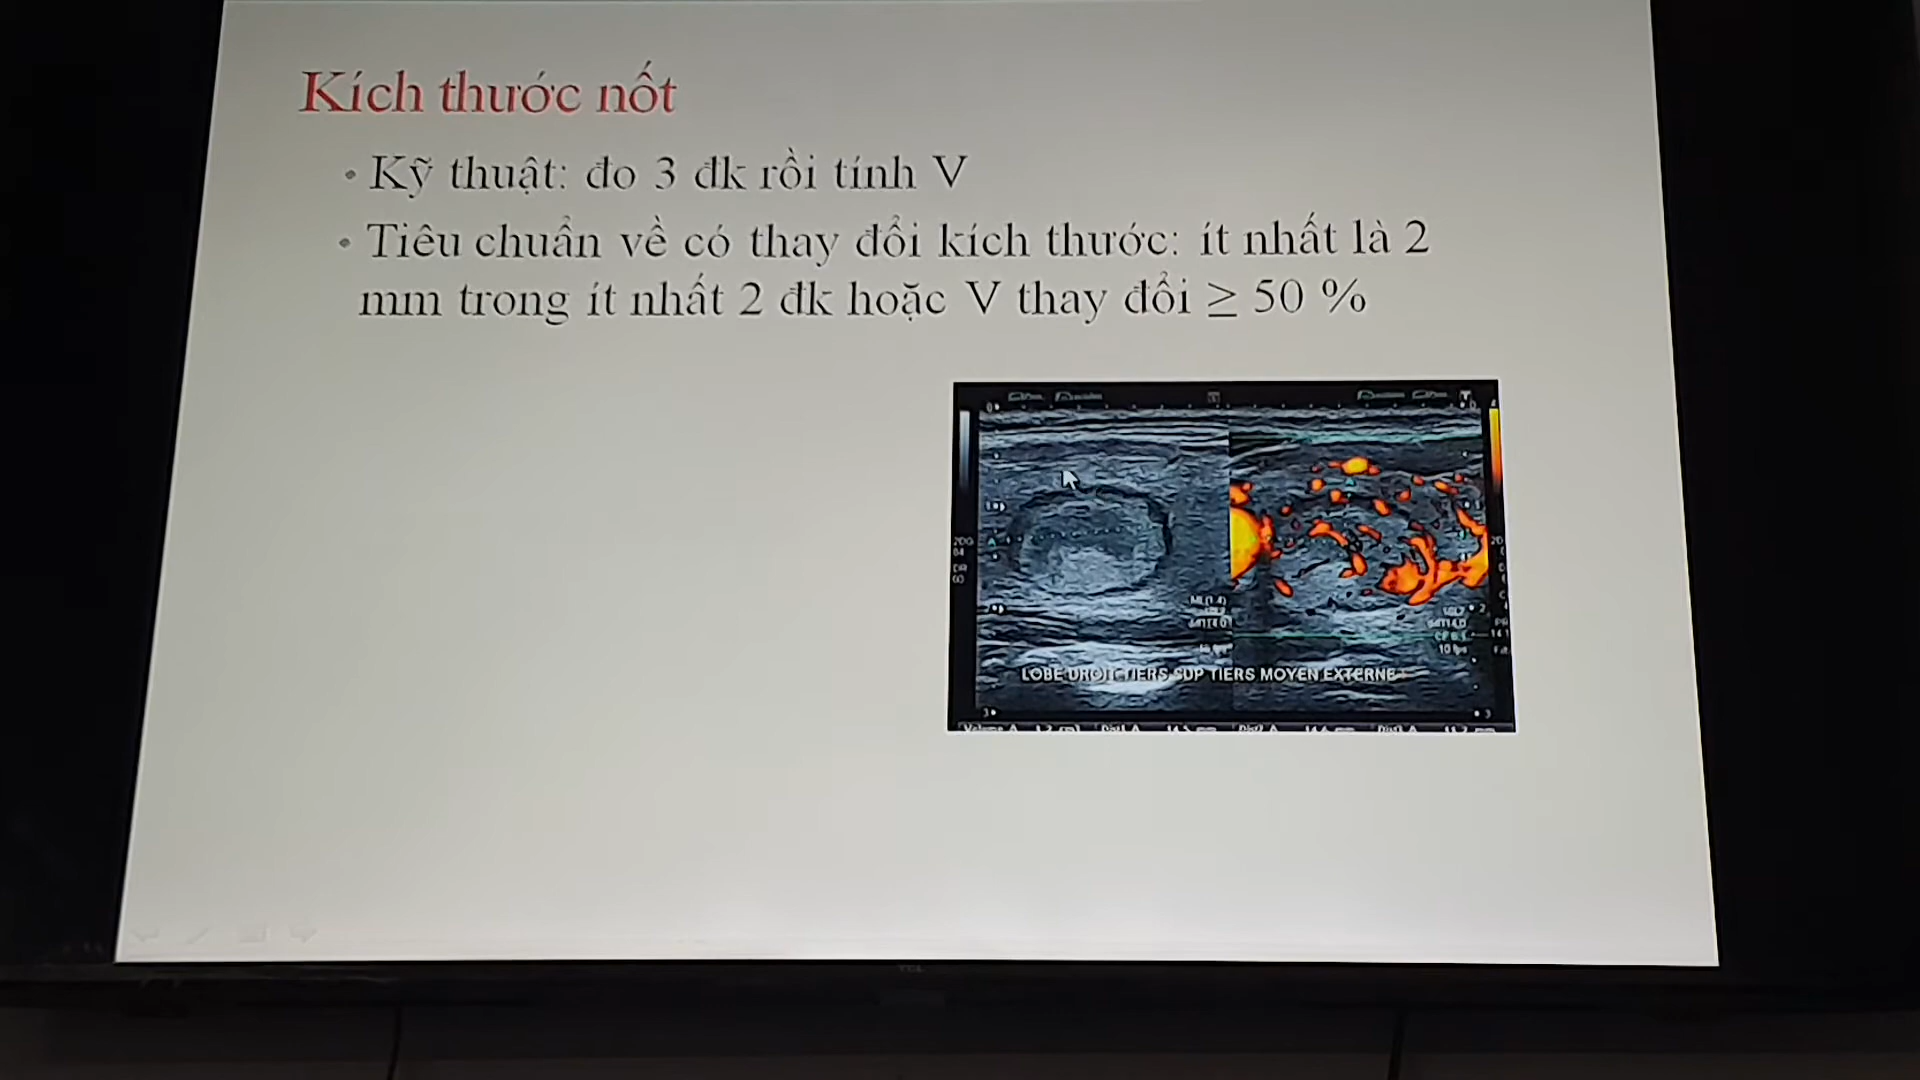 Kích thước nốt
• Kỹ thuật: đo 3 đk rồi tính V
• Tiêu chuẩn về có thay đổi kích thước: ít nhất là 2
mm trong ít nhất 2 đk hoặc V thay đổi ≥ 50 %
LOBE DROIT TIERS SUP TIERS MOYEN EXTERNE
TCL